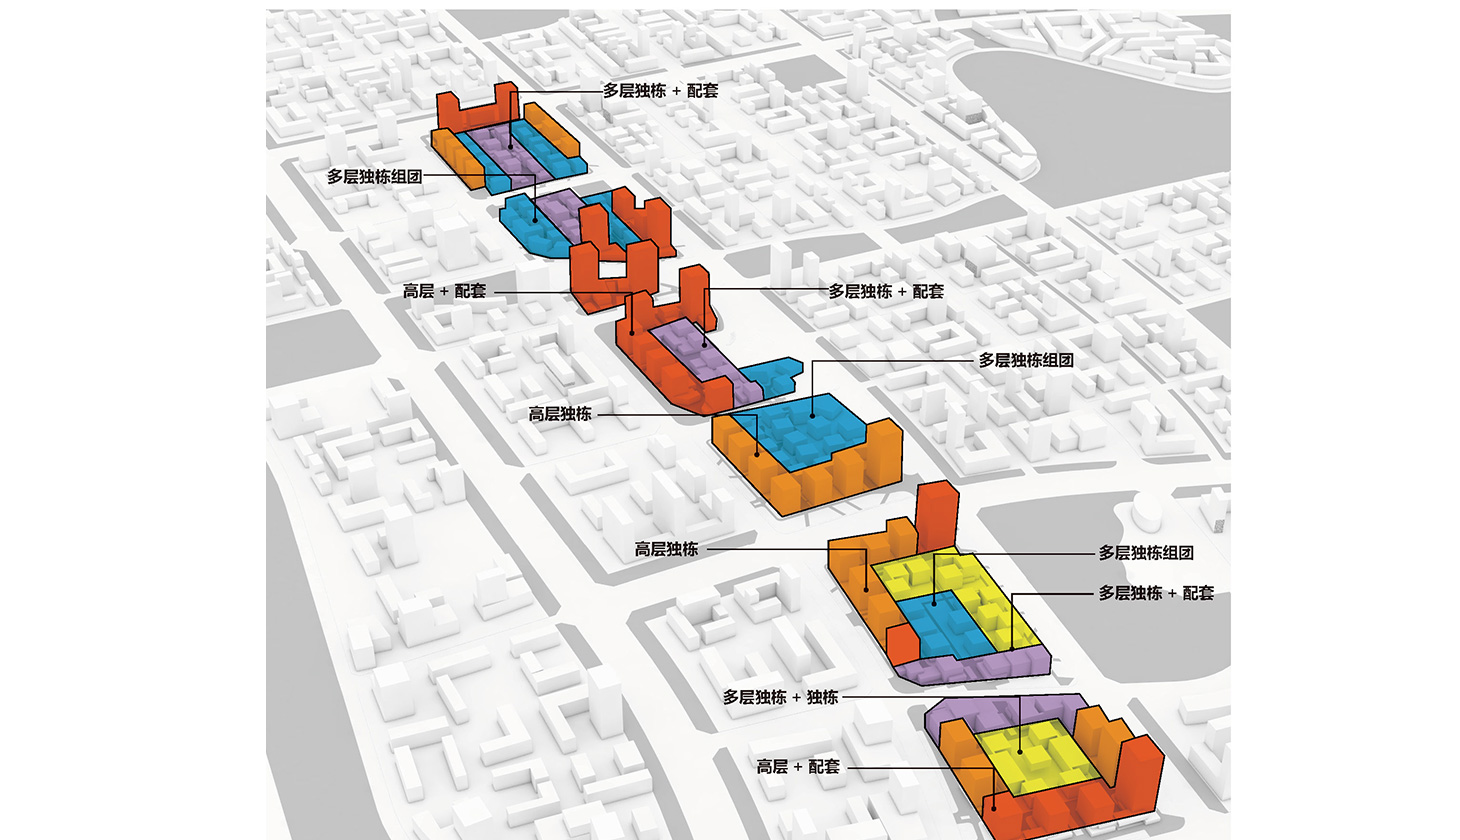 多层独栋 + 配套
多层独栋组团
高层 + 配套
多层独栋 + 配套
多层独栋组团
高层独栋
高层独栋
多层独栋组团
多层独栋 + 配套
多层独栋 + 独栋
高层 + 配套